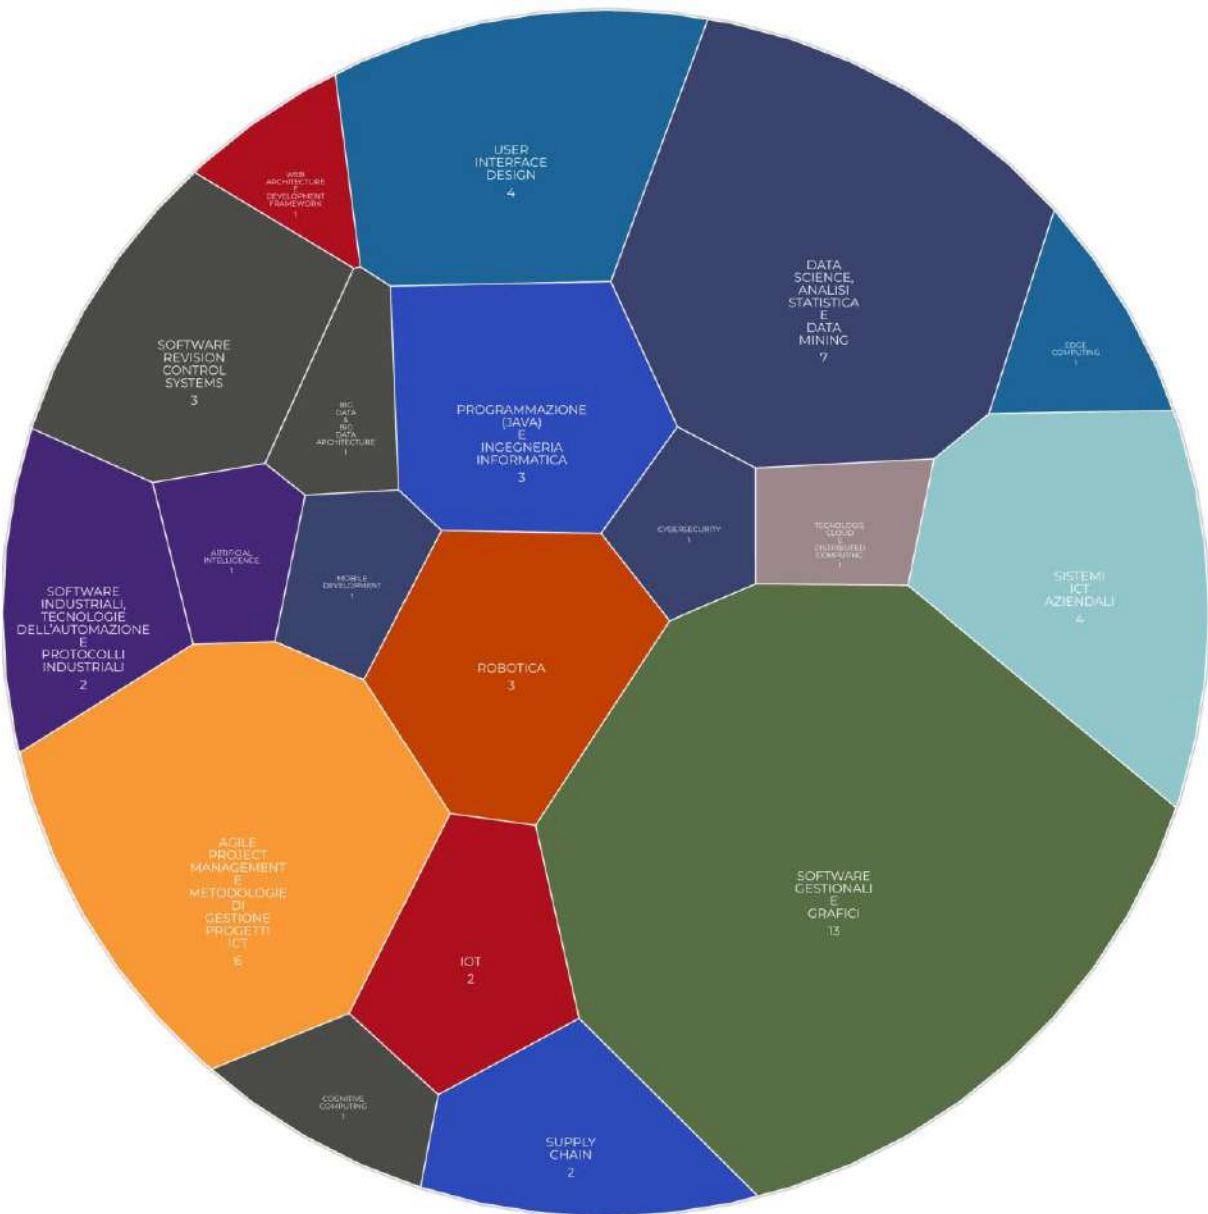 USER
INTERFACE
DESIGN
4
WEB
ARCHITECTURE
E
DEVELOPMENT
FRAMEWORK
1
DATA
SCIENCE,
ANALISI
STATISTICA
E
DATA
MINING
7
SOFTWARE
REVISION
CONTROL
SYSTEMS
3
EDGE
COMPUTING
1
BIG
DATA
&
BIG
DATA
ARCHITECTURE
1
PROGRAMMAZIONE
(JAVA)
E
INGEGNERIA
INFORMATICA
3
CYBERSECURITY
1
TECNOLOGIE
CLOUD
E
DISTRIBUTED
COMPUTING
1
ARTIFICIAL
INTELLIGENCE
1
MOBILE
DEVELOPMENT
1
SISTEMI
ICT
AZIENDALI
4
SOFTWARE
INDUSTRIALI,
TECNOLOGIE
DELL'AUTOMAZIONE
E
PROTOCOLLI
INDUSTRIALI
2
ROBOTICA
3
AGILE
PROJECT
MANAGEMENT
E
METODOLOGIE
DI
GESTIONE
PROGETTI
ICT
6
SOFTWARE
GESTIONALI
E
GRAFICI
13
IOT
2
COGNITIVE
COMPUTING
1
SUPPLY
CHAIN
2